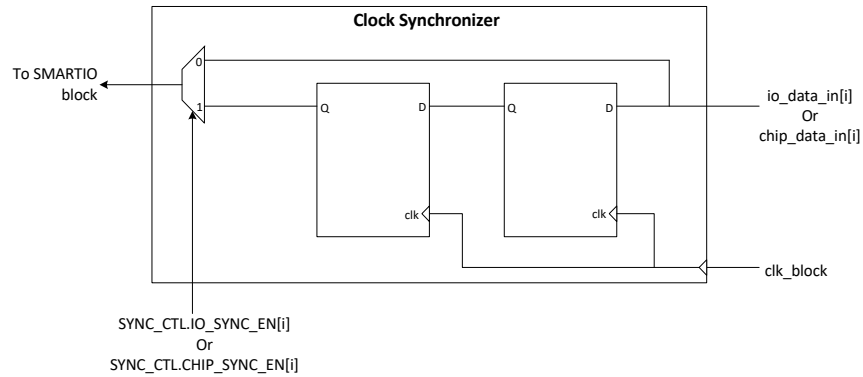 Clock Synchronizer
To SMARTIO
block
0
1
Q
D
Q
D
io_data_in[i]
Or
chip_data_in[i]
clk
clk
clk_block
SYNC_CTL.IO_SYNC_EN[i]
Or
SYNC_CTL.CHIP_SYNC_EN[i]